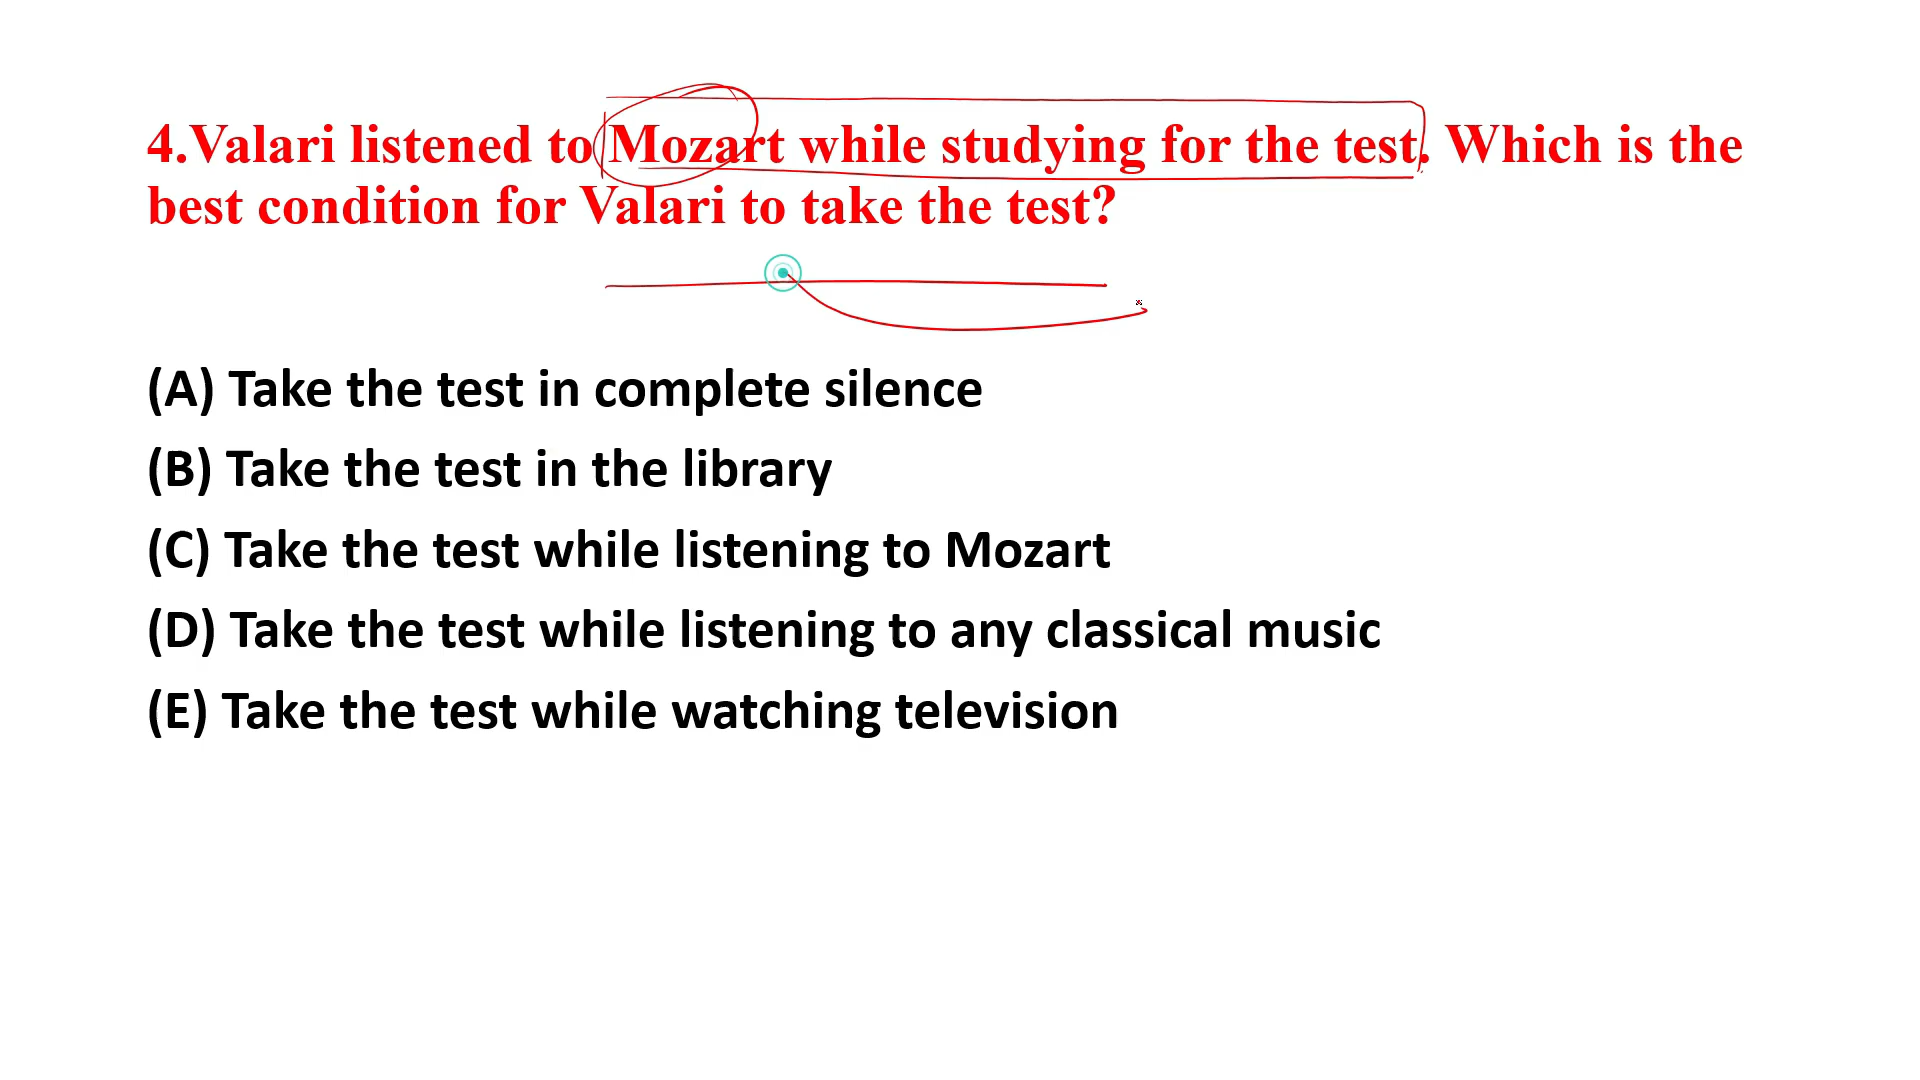 4.Valari listened to Mozart while studying for the test. Which is the
best condition for Valari to take the test?
(A) Take the test in complete silence
(B) Take the test in the library
(C) Take the test while listening to Mozart
(D) Take the test while listening to any classical music
(E) Take the test while watching television